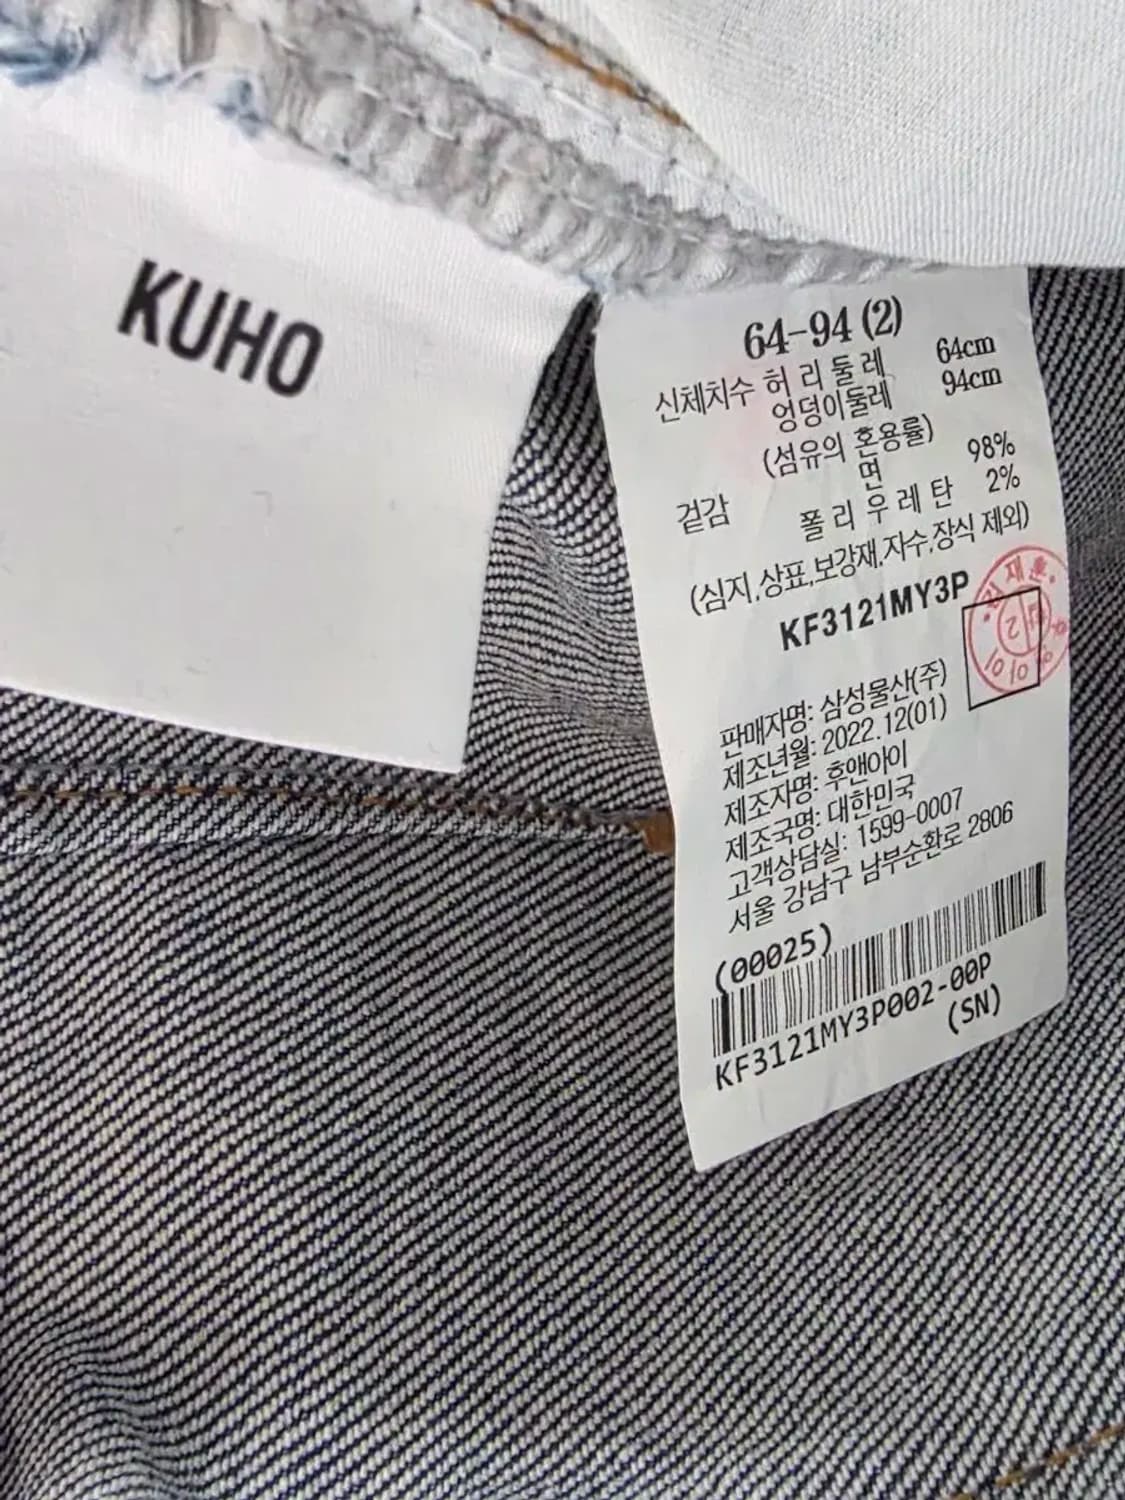 KUHO
64-94 (2)
신체치수 허리둘레 64cm
엉덩이둘레 94cm
(섬유의 혼용률)
겉감 면 98%
폴리우레탄 2%
(심지,상표,보강재,자수,장식 제외)
KF3121MY3P
판매자명: 삼성물산(주)
제조년월: 2022.12(01)
제조자명: 후앤아이
제조국명: 대한민국
고객상담실: 1599-0007
서울 강남구 남부순환로 2806
(00025)
KF3121MY3P002-00P
(SN)